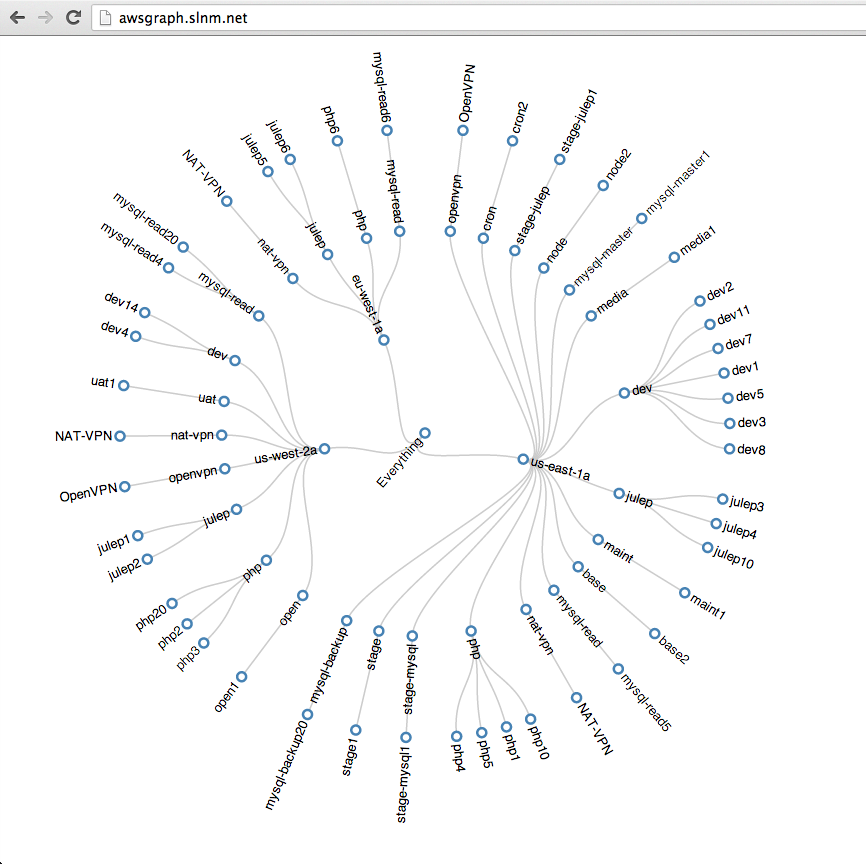 awsgraph.slnm.net
Everything
eu-west-1a
nat-vpn
NAT-VPN
julep
julep5
julep6
php
php6
mysql-read
mysql-read6
us-east-1a
openvpn
OpenVPN
cron
cron2
stage-julep
stage-julep1
node
node2
mysql-master
mysql-master1
media
media1
dev
dev2
dev11
dev7
dev1
dev5
dev3
dev8
julep
julep3
julep4
julep10
maint
maint1
base
base2
mysql-read
mysql-read5
nat-vpn
NAT-VPN
php
php10
php1
php5
php4
stage-mysql
stage-mysql1
stage
stage1
mysql-backup
mysql-backup20
us-west-2a
open
open1
php
php3
php2
php20
julep
julep2
julep1
openvpn
OpenVPN
nat-vpn
NAT-VPN
uat
uat1
dev
dev4
dev14
mysql-read
mysql-read4
mysql-read20